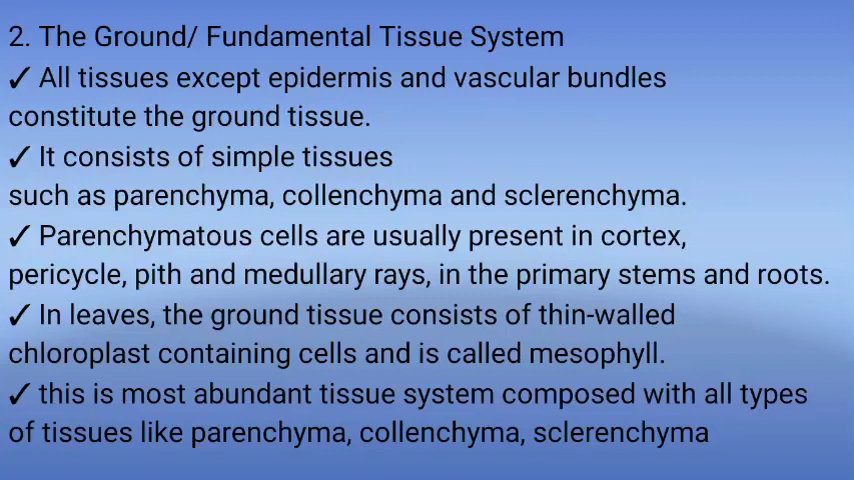 2. The Ground/ Fundamental Tissue System
✓ All tissues except epidermis and vascular bundles
constitute the ground tissue.
✓ It consists of simple tissues
such as parenchyma, collenchyma and sclerenchyma.
✓ Parenchymatous cells are usually present in cortex,
pericycle, pith and medullary rays, in the primary stems and roots.
✓ In leaves, the ground tissue consists of thin-walled
chloroplast containing cells and is called mesophyll.
✓ this is most abundant tissue system composed with all types
of tissues like parenchyma, collenchyma, sclerenchyma